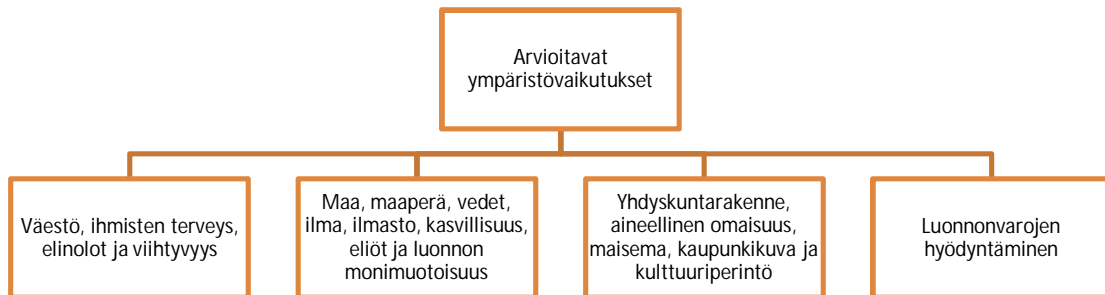 Arvioitavat
ympäristövaikutukset
Väestö, ihmisten terveys,
elinolot ja viihtyvyys
Maa, maaperä, vedet,
ilma, ilmasto, kasvillisuus,
eliöt ja luonnon
monimuotoisuus
Yhdyskuntarakenne,
aineellinen omaisuus,
maisema, kaupunkikuva ja
kulttuuriperintö
Luonnonvarojen
hyödyntäminen